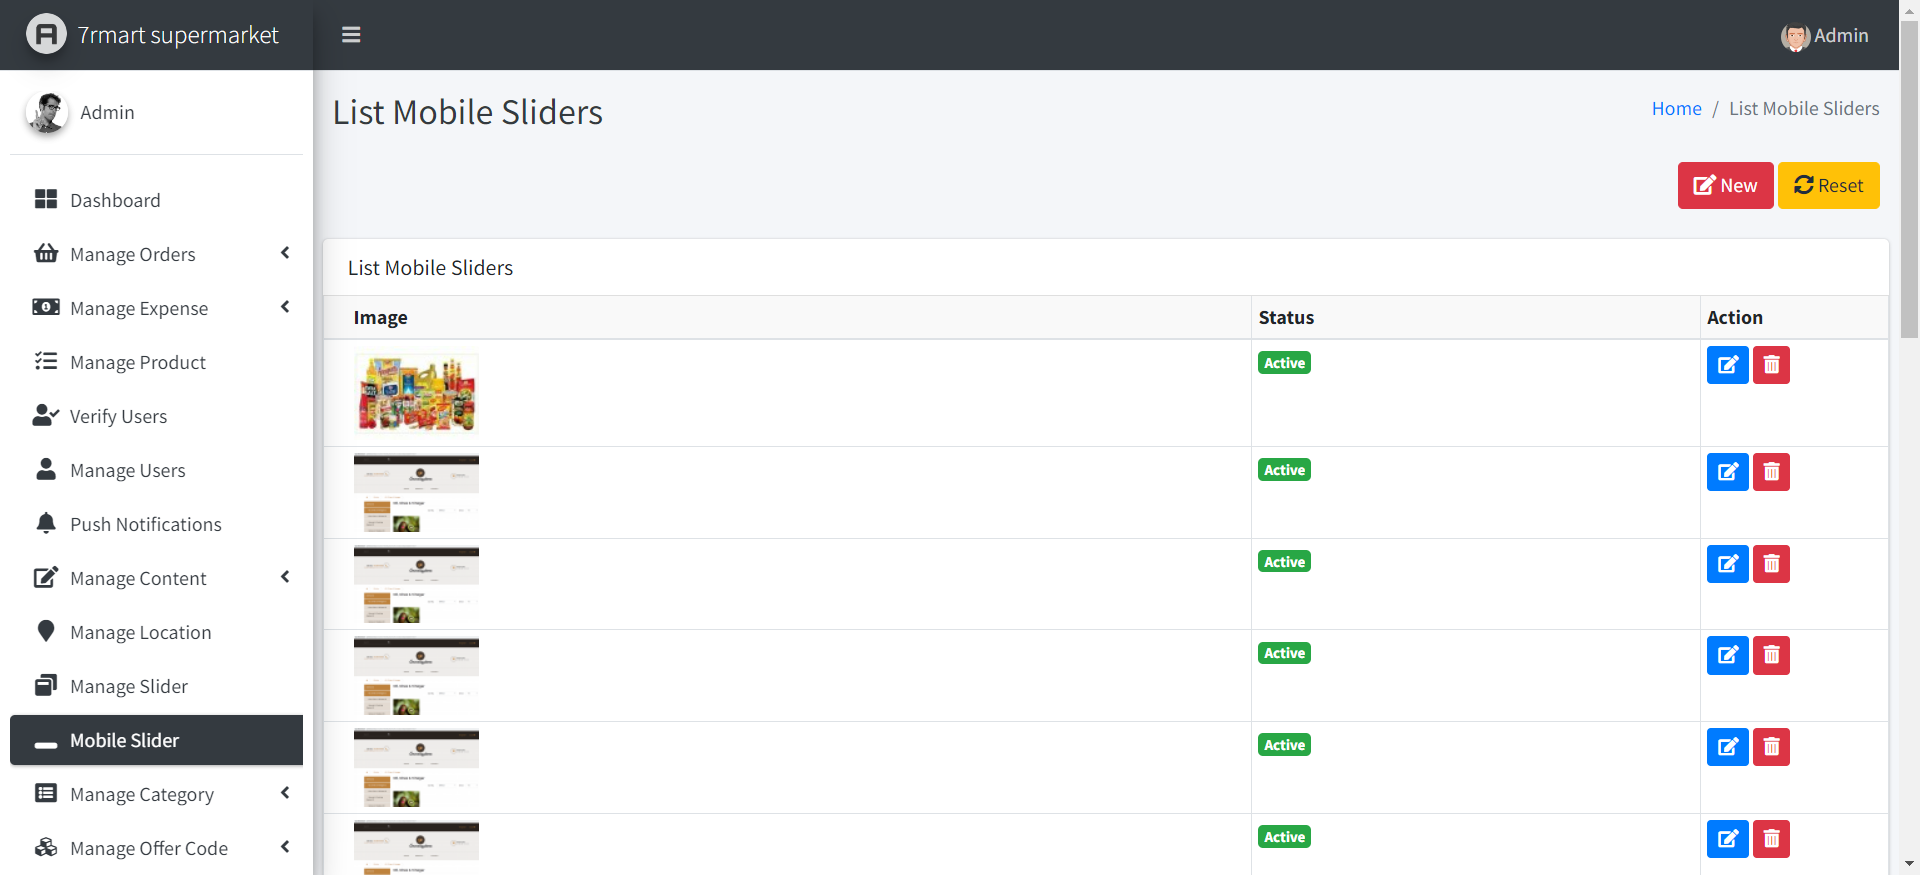 7rmart supermarket
Admin
Admin
List Mobile Sliders
Home / List Mobile Sliders
New
Reset
Dashboard
Manage Orders
Manage Expense
Manage Product
Verify Users
Manage Users
Push Notifications
Manage Content
Manage Location
Manage Slider
Mobile Slider
Manage Category
Manage Offer Code
List Mobile Sliders
Image Status Action
Active
Active
Active
Active
Active
Active